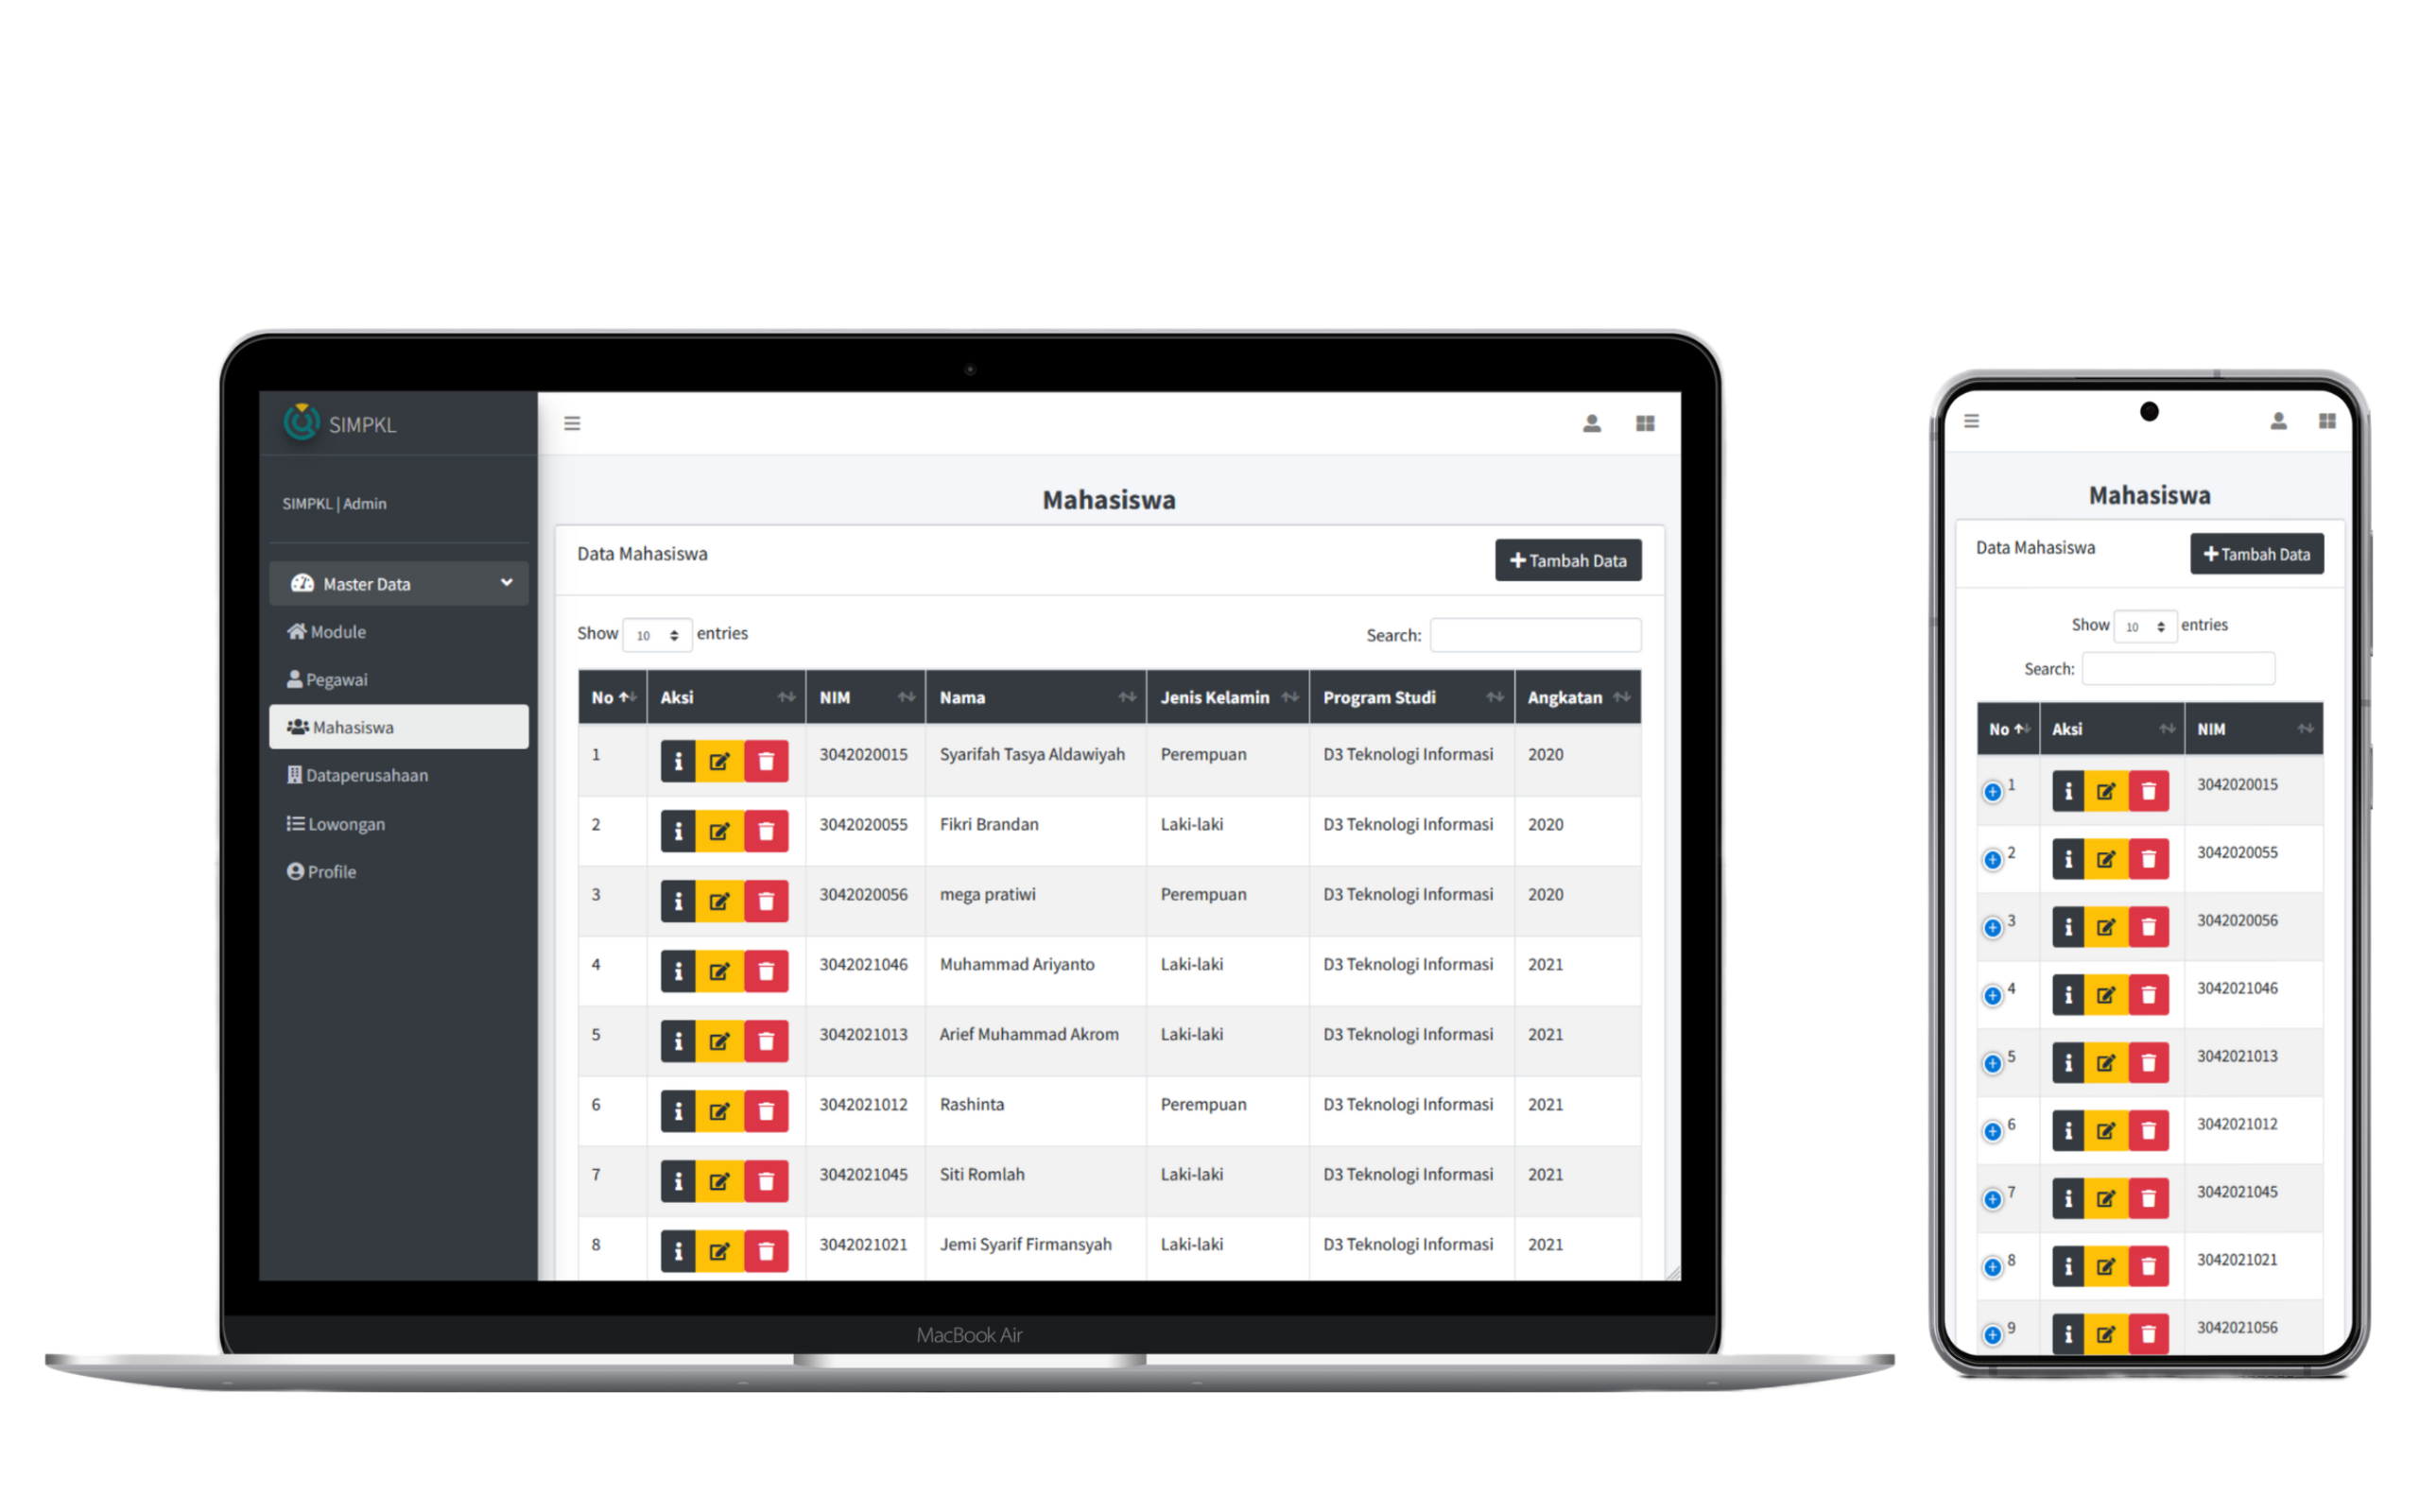 SIMPKL
SIMPKL | Admin
Master Data
Module
Pegawai
Mahasiswa
Dataperusahaan
Lowongan
Profile
Mahasiswa
Data Mahasiswa
Tambah Data
Show 10 entries
Search:
No Aksi NIM Nama Jenis Kelamin Program Studi Angkatan
1 3042020015 Syarifah Tasya Aldawiyah Perempuan D3 Teknologi Informasi 2020
2 3042020055 Fikri Brandan Laki-laki D3 Teknologi Informasi 2020
3 3042020056 mega pratiwi Perempuan D3 Teknologi Informasi 2020
4 3042021046 Muhammad Ariyanto Laki-laki D3 Teknologi Informasi 2021
5 3042021013 Arief Muhammad Akrom Laki-laki D3 Teknologi Informasi 2021
6 3042021012 Rashinta Perempuan D3 Teknologi Informasi 2021
7 3042021045 Siti Romlah Laki-laki D3 Teknologi Informasi 2021
8 3042021021 Jemi Syarif Firmansyah Laki-laki D3 Teknologi Informasi 2021
MacBook Air
Mahasiswa
Data Mahasiswa
Tambah Data
Show 10 entries
Search:
No Aksi NIM
1 3042020015
2 3042020055
3 3042020056
4 3042021046
5 3042021013
6 3042021012
7 3042021045
8 3042021021
9 3042021056